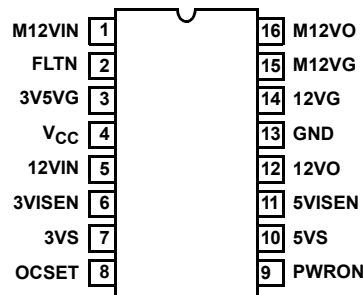 M12VIN 1 16 M12VO
FLTN 2 15 M12VG
3V5VG 3 14 12VG
VCC 4 13 GND
12VIN 5 12 12VO
3VISEN 6 11 5VISEN
3VS 7 10 5VS
OCSET 8 9 PWRON